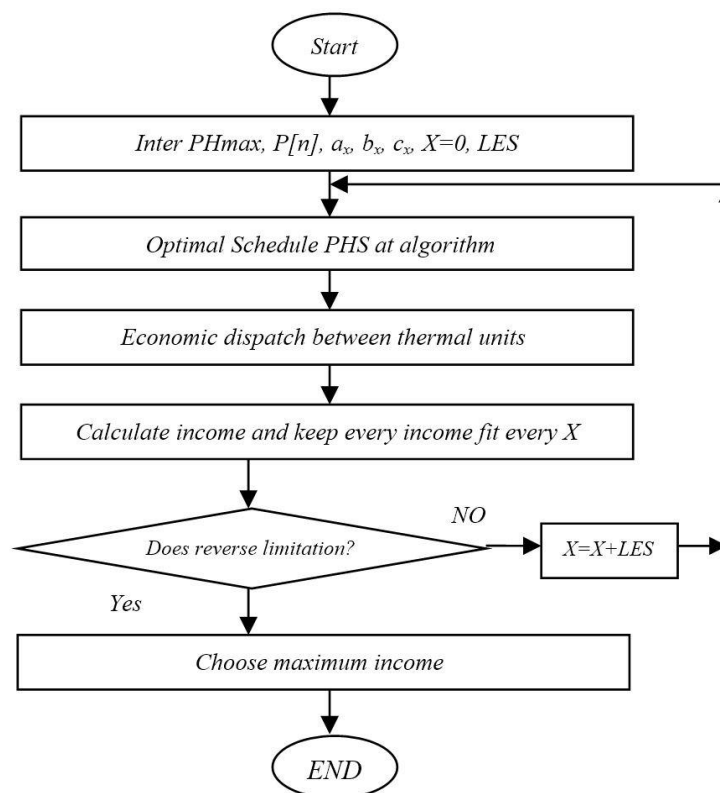 Start
Inter PHmax, P[n], aₓ, bₓ, cₓ, X=0, LES
Optimal Schedule PHS at algorithm
Economic dispatch between thermal units
Calculate income and keep every income fit every X
NO
Does reverse limitation?
X=X+LES
Yes
Choose maximum income
END